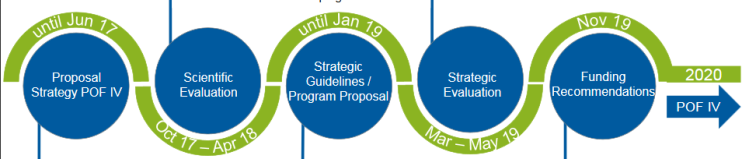 until Jun 17
Proposal
Strategy POF IV
Scientific
Evaluation
Oct 17 – Apr 18
until Jan 19
Strategic
Guidelines /
Program Proposal
Strategic
Evaluation
Mar – May 19
Nov 19
Funding
Recommendations
2020
POF IV